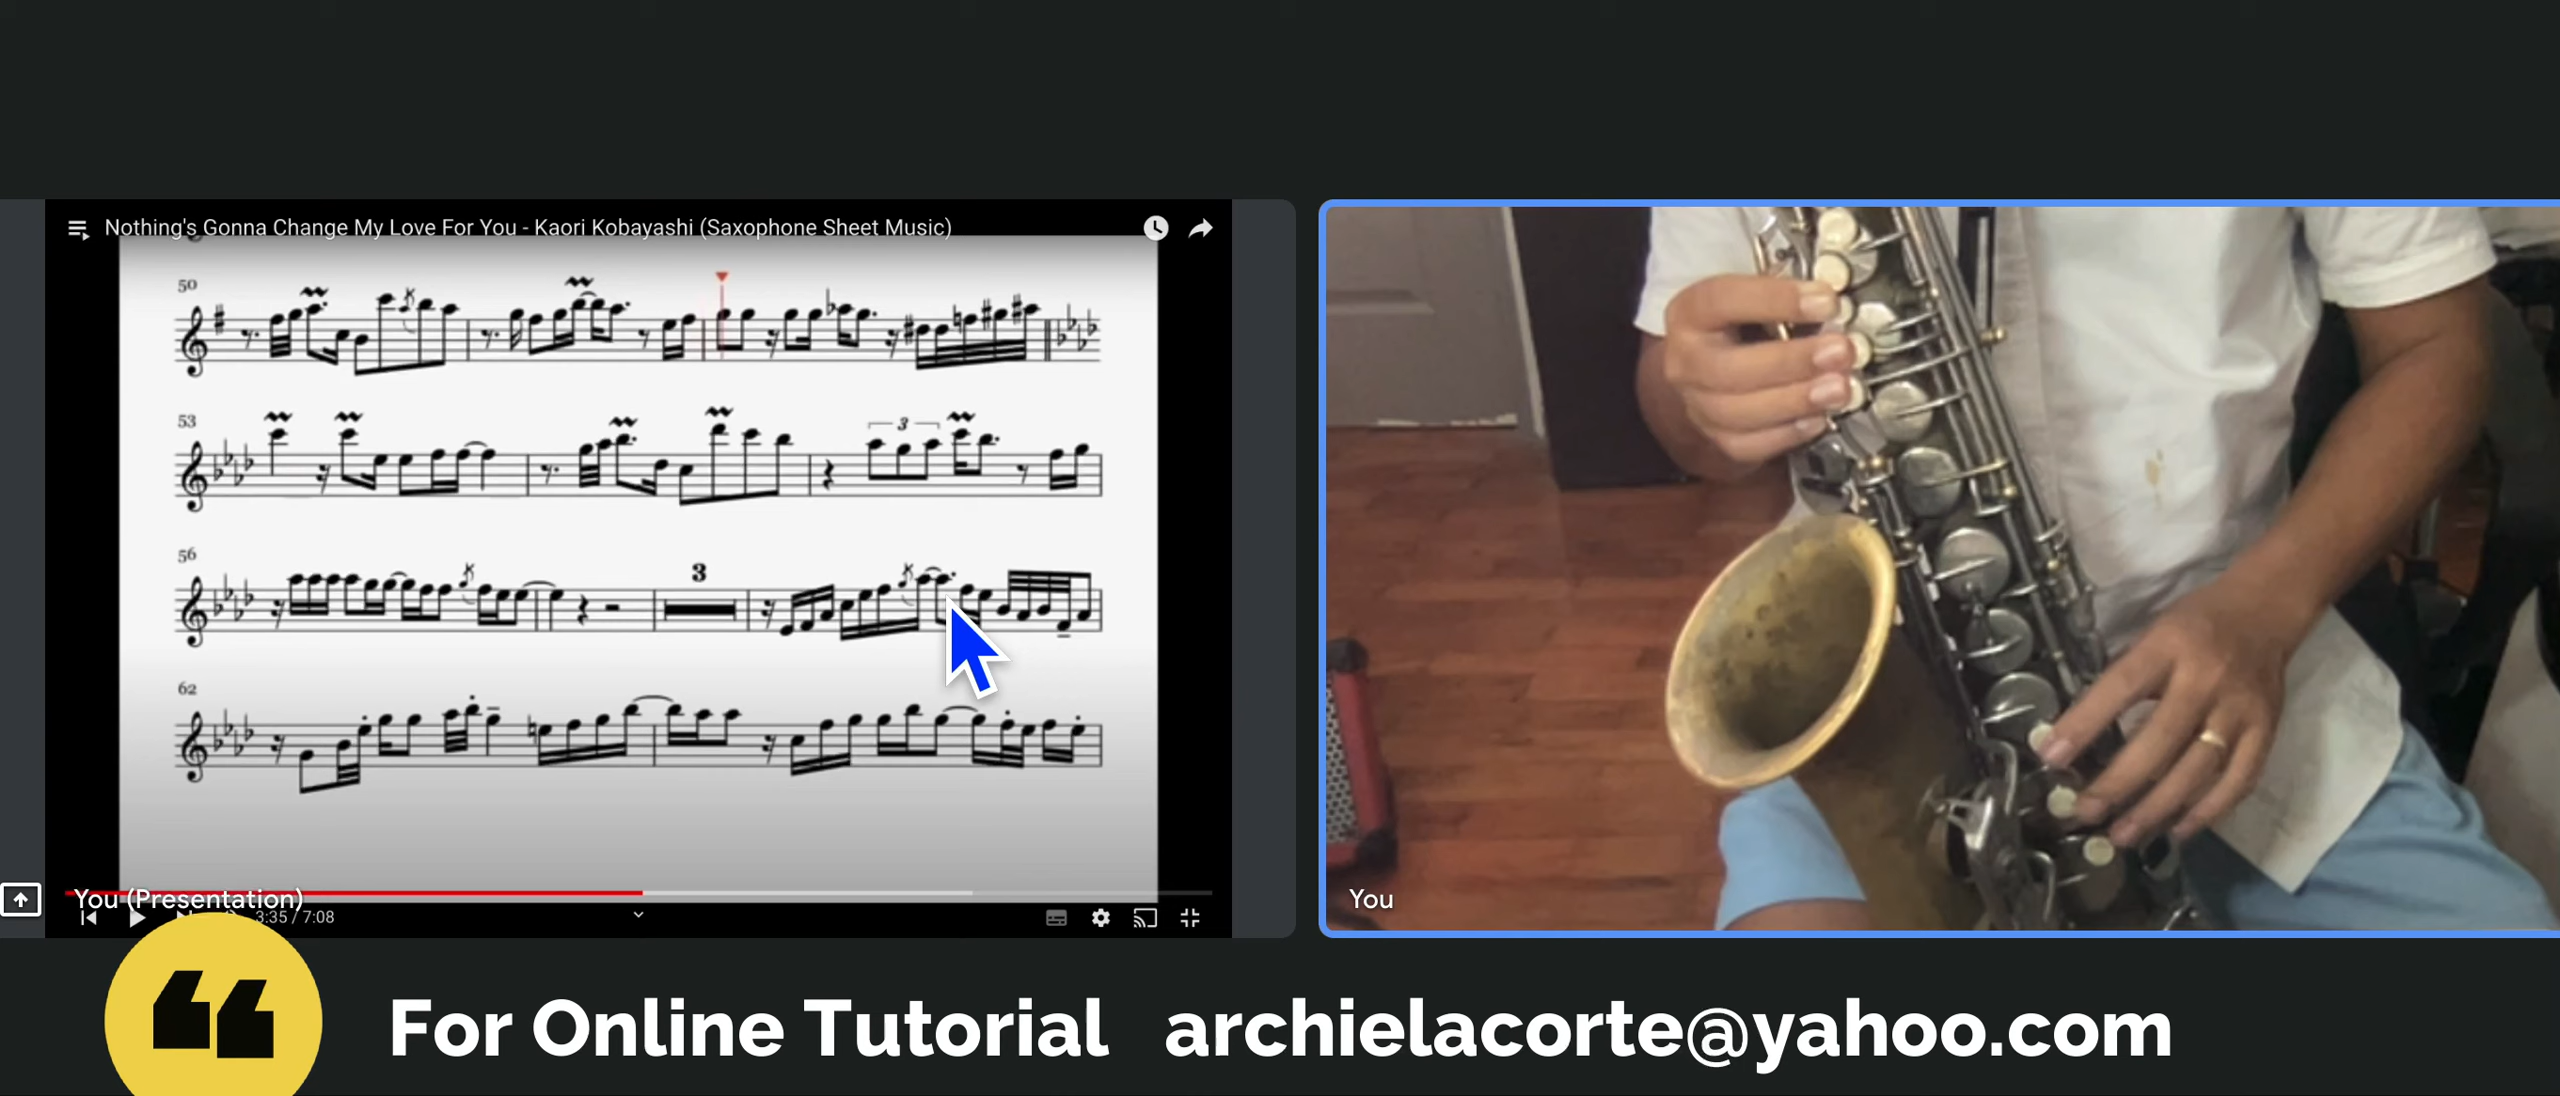 Nothing's Gonna Change My Love For You - Kaori Kobayashi (Saxophone Sheet Music)
50
53
3
56
3
62
You (Presentation)
3:35 / 7:08
You
For Online Tutorial archielacorte@yahoo.com